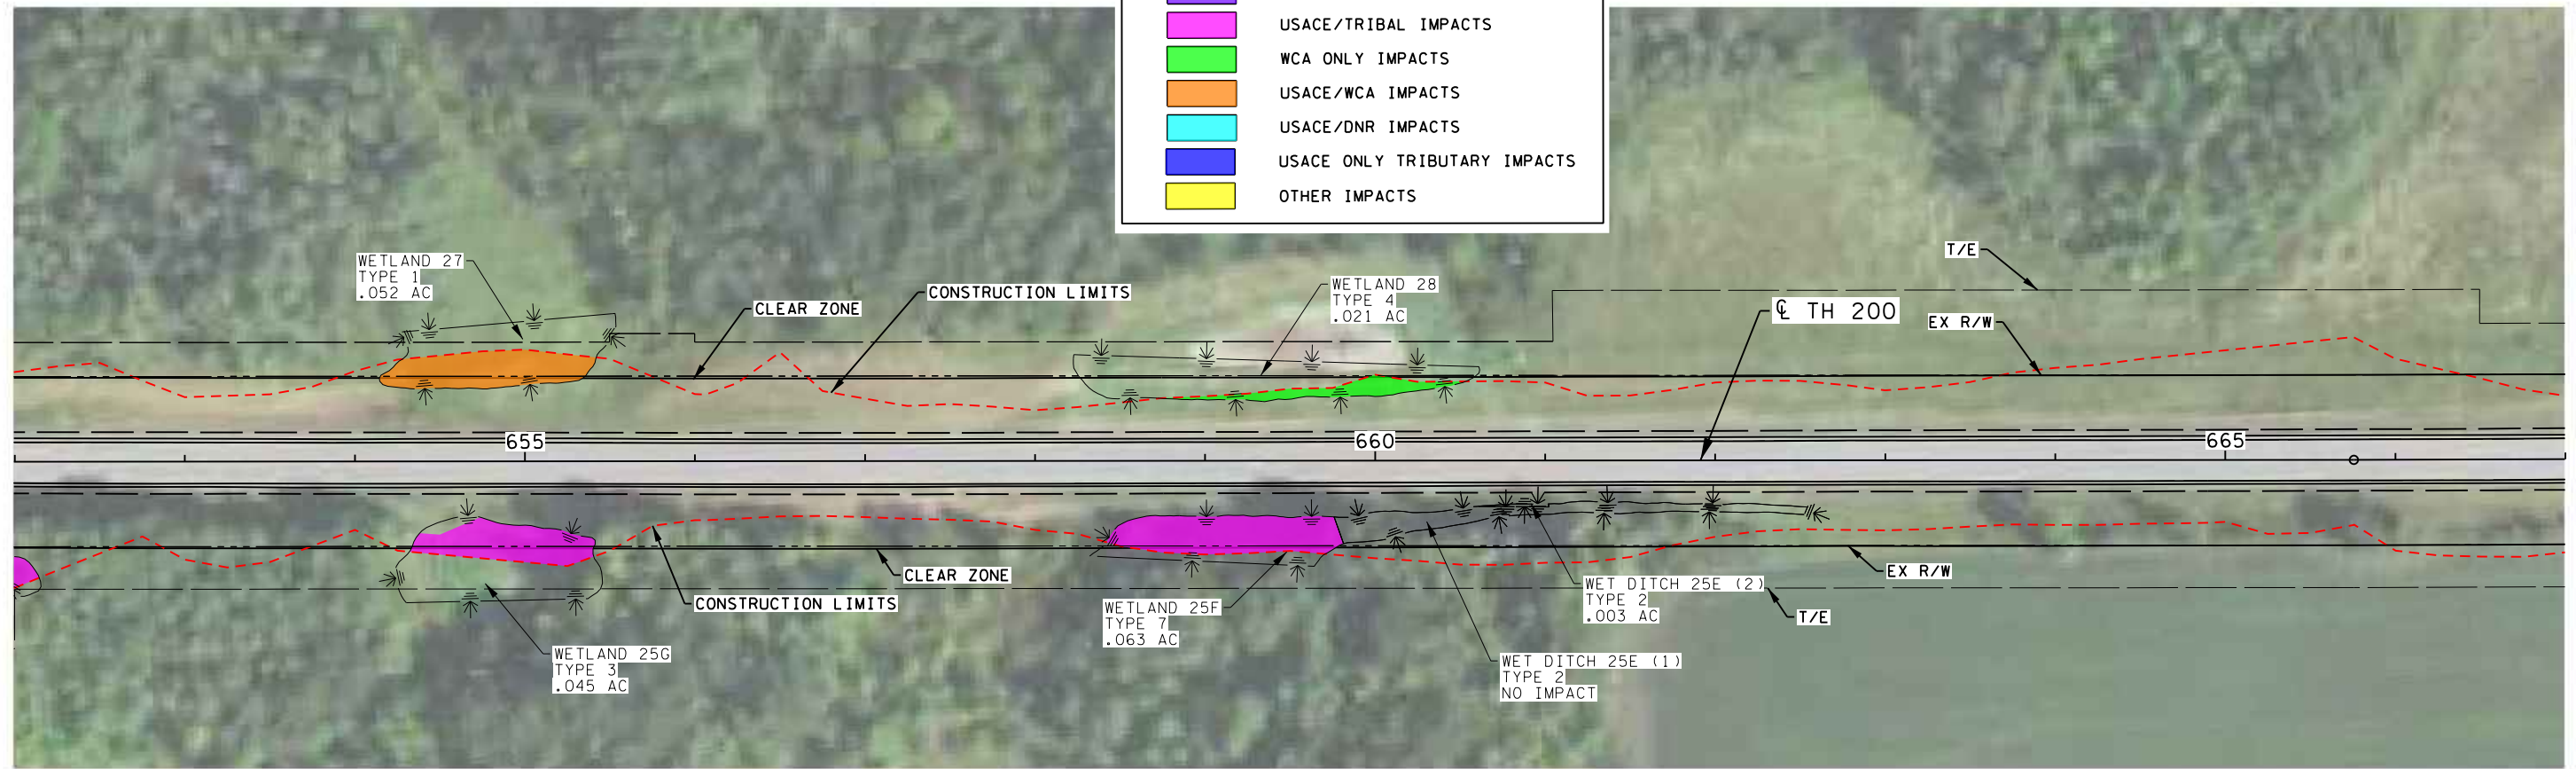 USACE/TRIBAL IMPACTS
WCA ONLY IMPACTS
USACE/WCA IMPACTS
USACE/DNR IMPACTS
USACE ONLY TRIBUTARY IMPACTS
OTHER IMPACTS
WETLAND 27
TYPE 1
.052 AC
CLEAR ZONE
CONSTRUCTION LIMITS
WETLAND 28
TYPE 4
.021 AC
T/E
℄ TH 200
EX R/W
655
660
665
WETLAND 25G
TYPE 3
.045 AC
CONSTRUCTION LIMITS
CLEAR ZONE
WETLAND 25F
TYPE 7
.063 AC
WET DITCH 25E (2)
TYPE 2
.003 AC
WET DITCH 25E (1)
TYPE 2
NO IMPACT
EX R/W
T/E